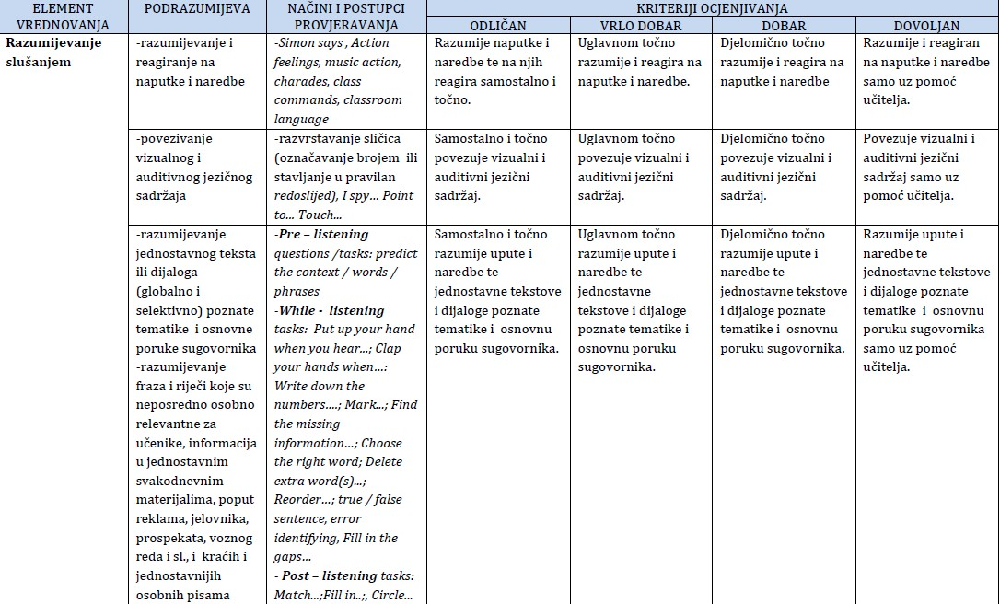 ELEMENT
VREDNOVANJA
PODRAZUMIJEVA
NAČINI I POSTUPCI
PROVJERAVANJA
KRITERIJI OCJENJIVANJA
ODLIČAN
VRLO DOBAR
DOBAR
DOVOLJAN
Razumijevanje
slušanjem
-razumijevanje i
reagiranje na
naputke i naredbe
-Simon says , Action
feelings, music action,
charades, class
commands, classroom
language
Razumije naputke i
naredbe te na njih
reagira samostalno i
točno.
Uglavnom točno
razumije i reagira na
naputke i naredbe.
Djelomično točno
razumije i reagira na
naputke i naredbe
Razumije i reagiran
na naputke i naredbe
samo uz pomoć
učitelja.
-povezivanje
vizualnog i
auditivnog jezičnog
sadržaja
-razvrstavanje sličica
(označavanje brojem ili
stavljanje u pravilan
redoslijed), I spy... Point
to... Touch...
Samostalno i točno
povezuje vizualni i
auditivni jezični
sadržaj.
Uglavnom točno
povezuje vizualni i
auditivni jezični
sadržaj.
Djelomično točno
povezuje vizualni i
auditivni jezični
sadržaj.
Povezuje vizualni i
auditivni jezični
sadržaj samo uz
pomoć učitelja.
-razumijevanje
jednostavnog teksta
ili dijaloga
(globalno i
selektivno) poznate
tematike i osnovne
poruke sugovornika
-razumijevanje
fraza i riječi koje su
neposredno osobno
relevantne za
učenike, informacija
u jednostavnim
svakodnevnim
materijalima, poput
reklama, jelovnika,
prospekata, voznog
reda i sl., i kraćih i
jednostavnijih
osobnih pisama
-Pre – listening
questions /tasks: predict
the context / words /
phrases
-While - listening
tasks: Put up your hand
when you hear...; Clap
your hands when…:
Write down the
numbers….; Mark...; Find
the missing
information…; Choose
the right word; Delete
extra word(s)...;
Reorder…; true / false
sentence, error
identifying, Fill in the
gaps…
- Post – listening tasks:
Match...;Fill in..;, Circle...
Samostalno i točno
razumije upute i
naredbe te
jednostavne tekstove
i dijaloge poznate
tematike i osnovnu
poruku sugovornika.
Uglavnom točno
razumije upute i
naredbe te
jednostavne
tekstove i dijaloge
poznate tematike i
osnovnu poruku
sugovornika.
Djelomično točno
razumije upute i
naredbe te
jednostavne tekstove
i dijaloge poznate
tematike i osnovnu
poruku sugovornika.
Razumije upute i
naredbe te
jednostavne tekstove
i dijaloge poznate
tematike i osnovnu
poruku sugovornika
samo uz pomoć
učitelja.